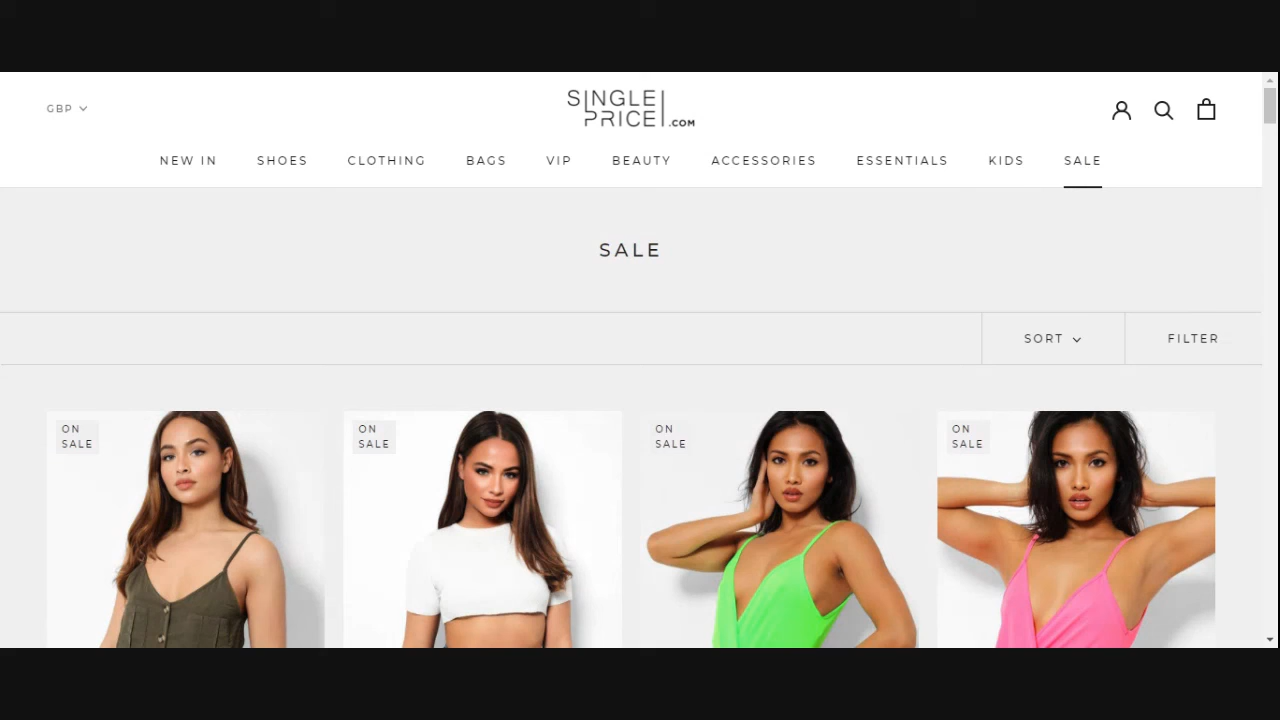 GBP
SINGLE
PRICE.COM
NEW IN SHOES CLOTHING BAGS VIP BEAUTY ACCESSORIES ESSENTIALS KIDS SALE
SALE
SORT FILTER
ON
SALE
ON
SALE
ON
SALE
ON
SALE